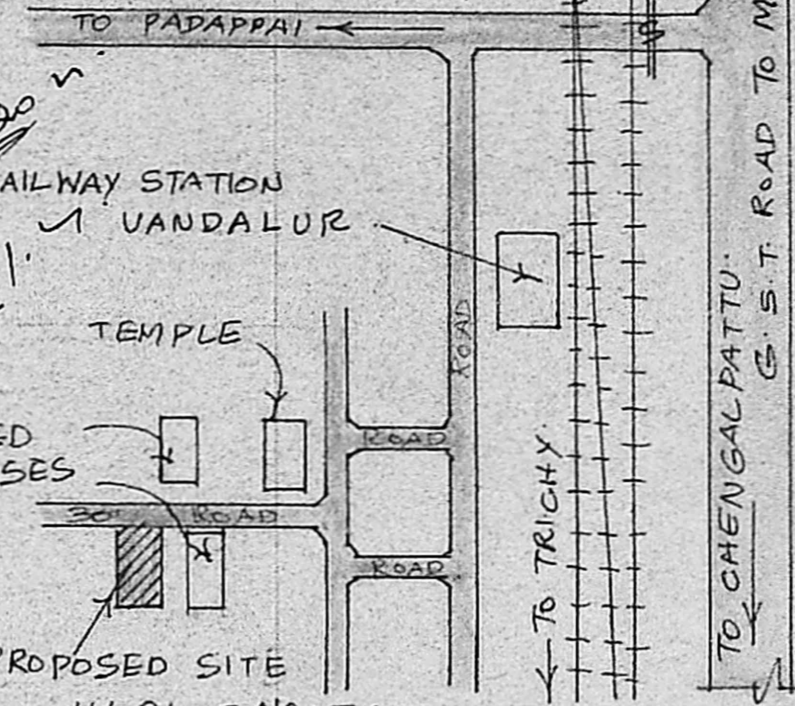 TO PADAPPAI
AILWAY STATION
VANDALUR
TEMPLE
ROAD
ROAD
ED
SES
30' ROAD
ROAD
PROPOSED SITE
TO TRICHY
TO CHENGALPATTU.
G.S.T. ROAD TO M